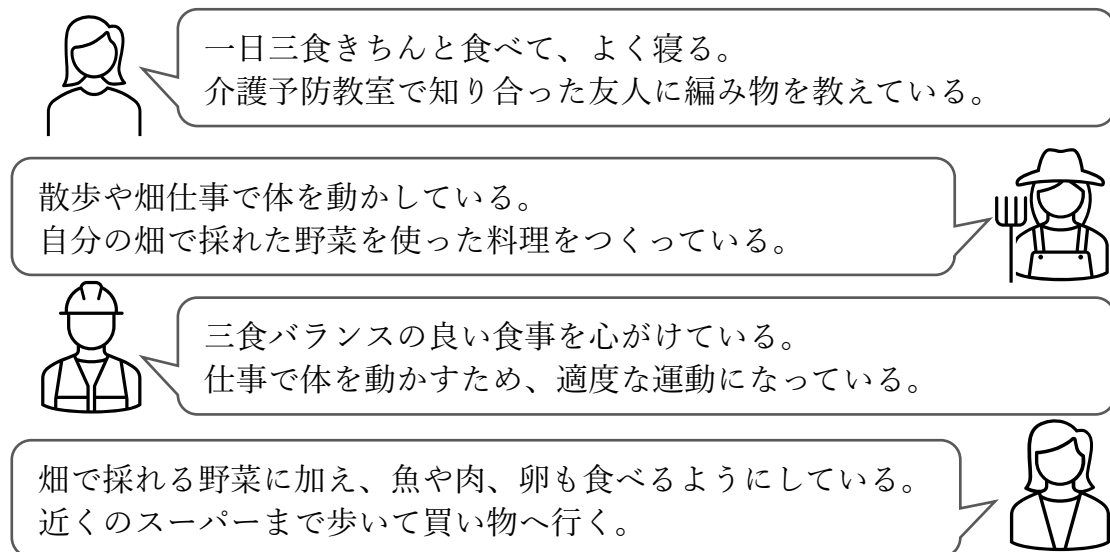 一日三食きちんと食べて、よく寝る。
介護予防教室で知り合った友人に編み物を教えている。
散歩や畑仕事で体を動かしている。
自分の畑で採れた野菜を使った料理をつくっている。
三食バランスの良い食事を心がけている。
仕事で体を動かすため、適度な運動になっている。
畑で採れる野菜に加え、魚や肉、卵も食べるようにしている。
近くのスーパーまで歩いて買い物へ行く。